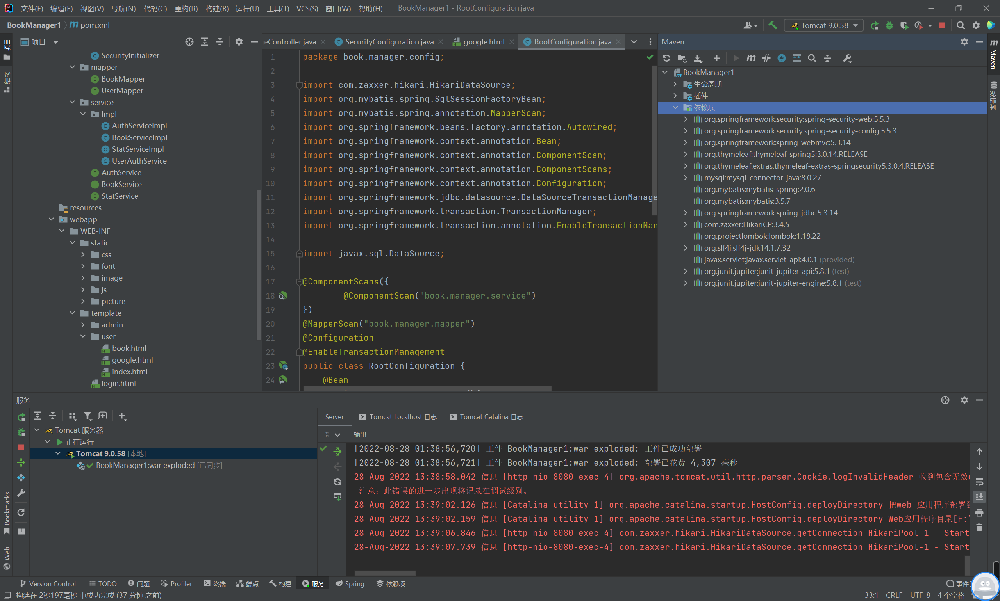 文件(F) 编辑(E) 视图(V) 导航(N) 代码(C) 重构(R) 构建(B) 运行(U) 工具(T) VCS(S) 窗口(W) 帮助(H) BookManager1 - RootConfiguration.java
BookManager1 pom.xml
Tomcat 9.0.58
项目
eController.java SecurityConfiguration.java google.html RootConfiguration.java
Maven
项目
结构
Bookmarks
Web
Maven
数据库
SecurityInitializer
mapper
BookMapper
UserMapper
service
Impl
AuthServiceImpl
BookServiceImpl
StatServiceImpl
UserAuthService
AuthService
BookService
StatService
resources
webapp
WEB-INF
static
css
font
image
js
picture
template
admin
user
book.html
google.html
index.html
login.html
1 package book.manager.config;
2
3 import com.zaxxer.hikari.HikariDataSource;
4 import org.mybatis.spring.SqlSessionFactoryBean;
5 import org.mybatis.spring.annotation.MapperScan;
6 import org.springframework.beans.factory.annotation.Autowired;
7 import org.springframework.context.annotation.Bean;
8 import org.springframework.context.annotation.ComponentScan;
9 import org.springframework.context.annotation.ComponentScans;
10 import org.springframework.context.annotation.Configuration;
11 import org.springframework.jdbc.datasource.DataSourceTransactionManage
12 import org.springframework.transaction.TransactionManager;
13 import org.springframework.transaction.annotation.EnableTransactionMan
14
15 import javax.sql.DataSource;
16
17 @ComponentScans({
18 @ComponentScan("book.manager.service")
19 })
20 @MapperScan("book.manager.mapper")
21 @Configuration
22 @EnableTransactionManagement
23 public class RootConfiguration {
24 @Bean
BookManager1
生命周期
插件
依赖项
org.springframework.security:spring-security-web:5.5.3
org.springframework.security:spring-security-config:5.5.3
org.springframework:spring-webmvc:5.3.14
org.thymeleaf:thymeleaf-spring5:3.0.14.RELEASE
org.thymeleaf.extras:thymeleaf-extras-springsecurity5:3.0.4.RELEASE
mysql:mysql-connector-java:8.0.27
org.mybatis:mybatis-spring:2.0.6
org.mybatis:mybatis:3.5.7
org.springframework:spring-jdbc:5.3.14
com.zaxxer:HikariCP:3.4.5
org.projectlombok:lombok:1.18.22
org.slf4j:slf4j-jdk14:1.7.32
javax.servlet:javax.servlet-api:4.0.1 (provided)
org.junit.jupiter:junit-jupiter-api:5.8.1 (test)
org.junit.jupiter:junit-jupiter-engine:5.8.1 (test)
服务
Tomcat 服务器
正在运行
Tomcat 9.0.58 [本地]
BookManager1:war exploded [已同步]
Server Tomcat Localhost 日志 Tomcat Catalina 日志
输出
[2022-08-28 01:38:56,720] 工件 BookManager1:war exploded: 工件已成功部署
[2022-08-28 01:38:56,721] 工件 BookManager1:war exploded: 部署已花费 4,307 毫秒
28-Aug-2022 13:38:58.042 信息 [http-nio-8080-exec-4] org.apache.tomcat.util.http.parser.Cookie.logInvalidHeader 收到包含无效c
注意：此错误的进一步出现将记录在调试级别。
28-Aug-2022 13:39:02.126 信息 [Catalina-utility-1] org.apache.catalina.startup.HostConfig.deployDirectory 把web 应用程序部署到
28-Aug-2022 13:39:02.159 信息 [Catalina-utility-1] org.apache.catalina.startup.HostConfig.deployDirectory Web应用程序目录[F:\
28-Aug-2022 13:39:06.846 信息 [http-nio-8080-exec-4] com.zaxxer.hikari.HikariDataSource.getConnection HikariPool-1 - Start
28-Aug-2022 13:39:07.739 信息 [http-nio-8080-exec-4] com.zaxxer.hikari.HikariDataSource.getConnection HikariPool-1 - Start
Version Control TODO 问题 Profiler 终端 端点 构建 服务 Spring 依赖项 事件
构建在 2秒197毫秒 中成功完成 (37 分钟 之前) 33:1 CRLF UTF-8 4 个空格